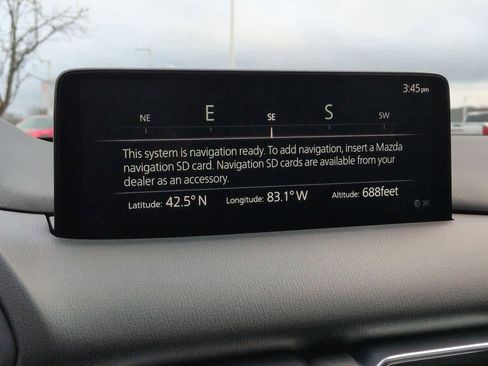 3:45pm
NE E SE S SW
This system is navigation ready. To add navigation, insert a Mazda
navigation SD card. Navigation SD cards are available from your
dealer as an accessory.
Latitude: 42.5° N Longitude: 83.1° W Altitude: 688feet